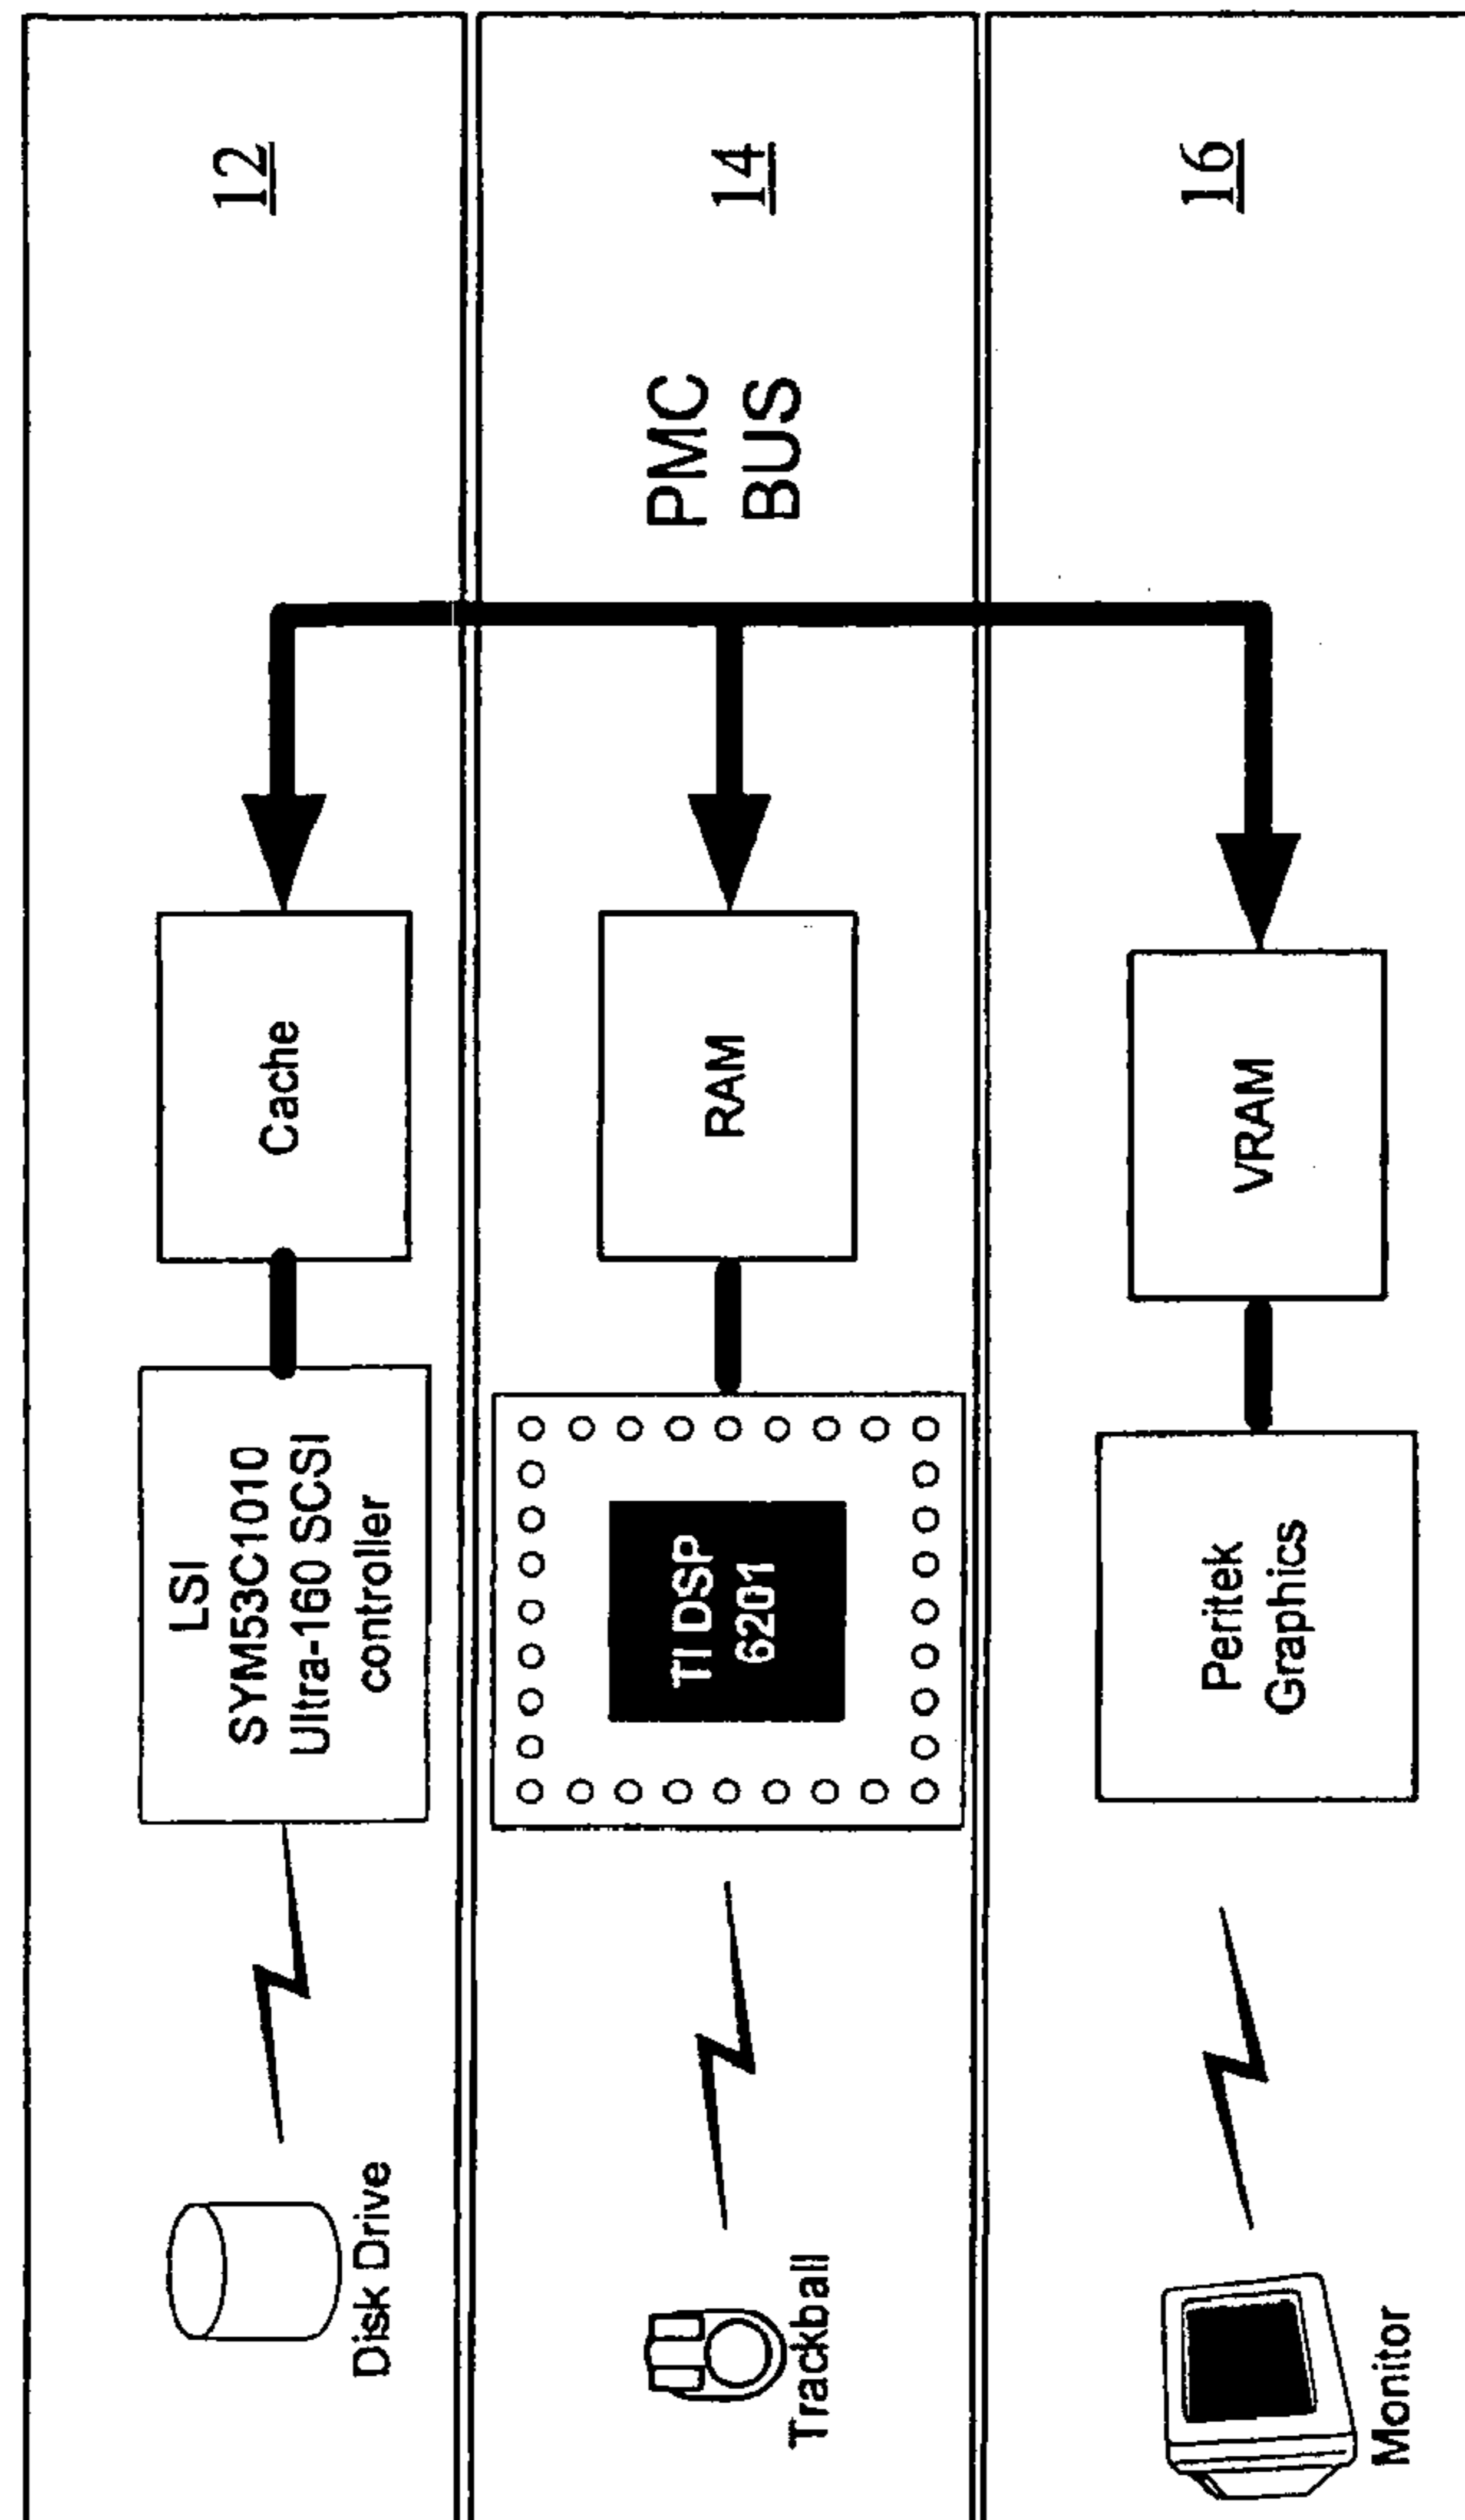 Disk Drive
LSI
SYM53C1010
Ultra-160 SCSI
controller
Cache
12
Trackball
TI DSP
6201
RAM
PMC
BUS
14
Monitor
Peritek
Graphics
VRAM
16